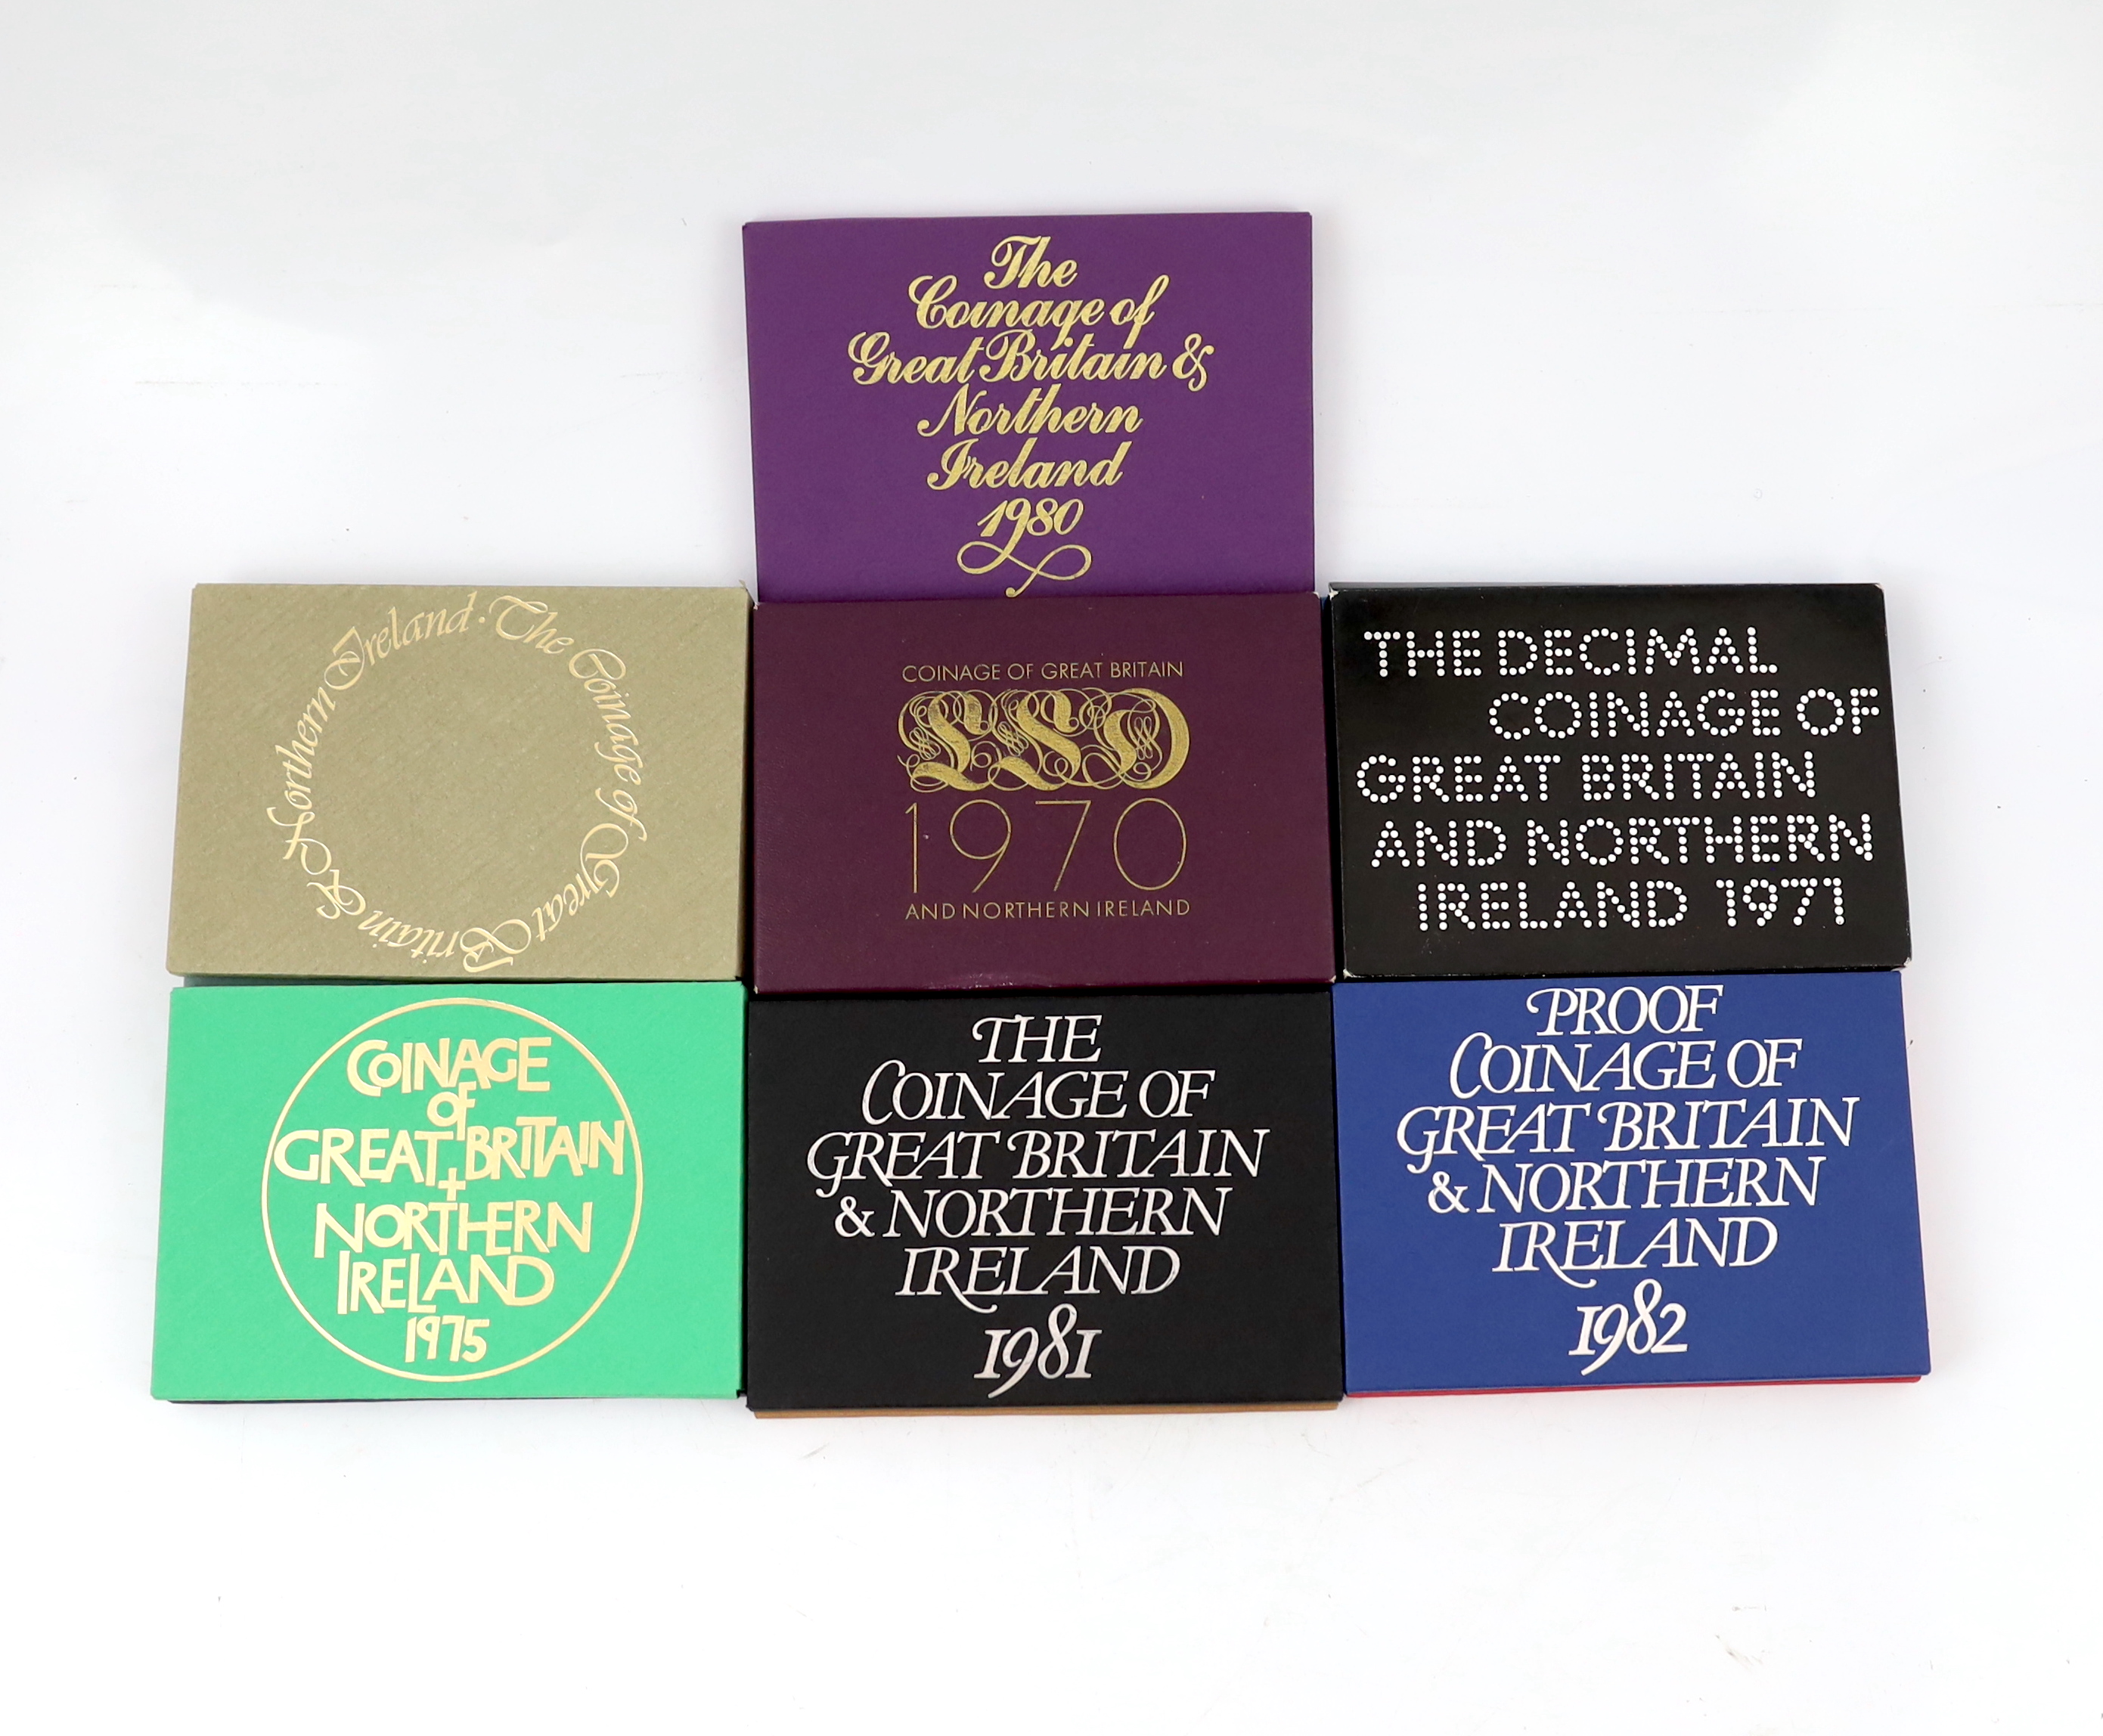 The
Coinage of
Great Britain &
Northern
Ireland
1980
The Coinage of Great Britain & Northern Ireland .
COINAGE OF GREAT BRITAIN
LSD
1970
AND NORTHERN IRELAND
THE DECIMAL
COINAGE OF
GREAT BRITAIN
AND NORTHERN
IRELAND 1971
COINAGE
OF
GREAT BRITAIN
+
NORTHERN
IRELAND
1975
THE
COINAGE OF
GREAT BRITAIN
& NORTHERN
IRELAND
1981
PROOF
COINAGE OF
GREAT BRITAIN
& NORTHERN
IRELAND
1982